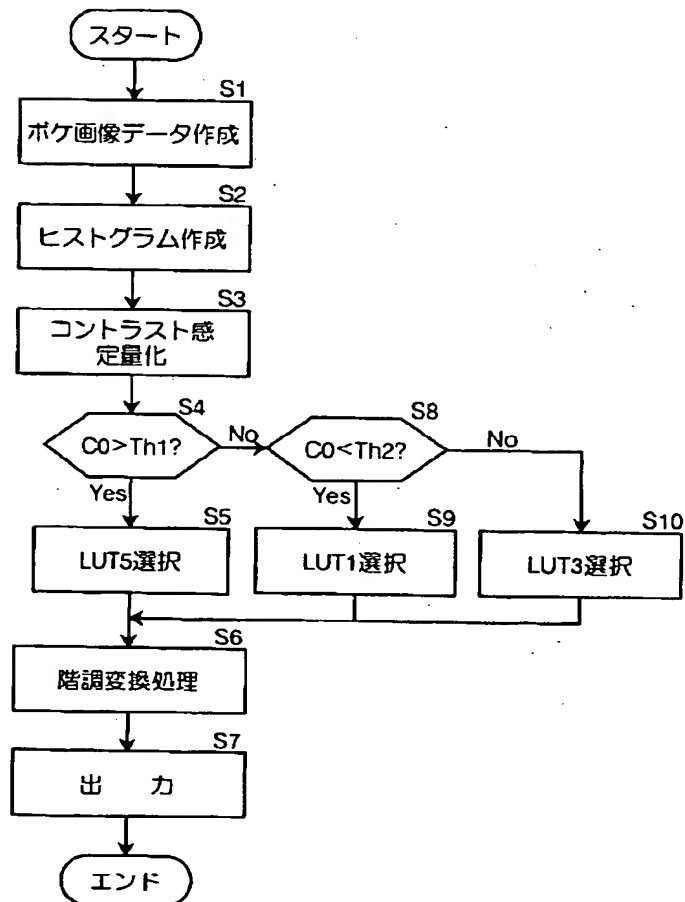 スタート
S1
ボケ画像データ作成
S2
ヒストグラム作成
S3
コントラスト感
定量化
S4
C0>Th1?
No
S8
C0<Th2?
No
Yes
Yes
S5
LUT5選択
S9
LUT1選択
S10
LUT3選択
S6
階調変換処理
S7
出 力
エンド